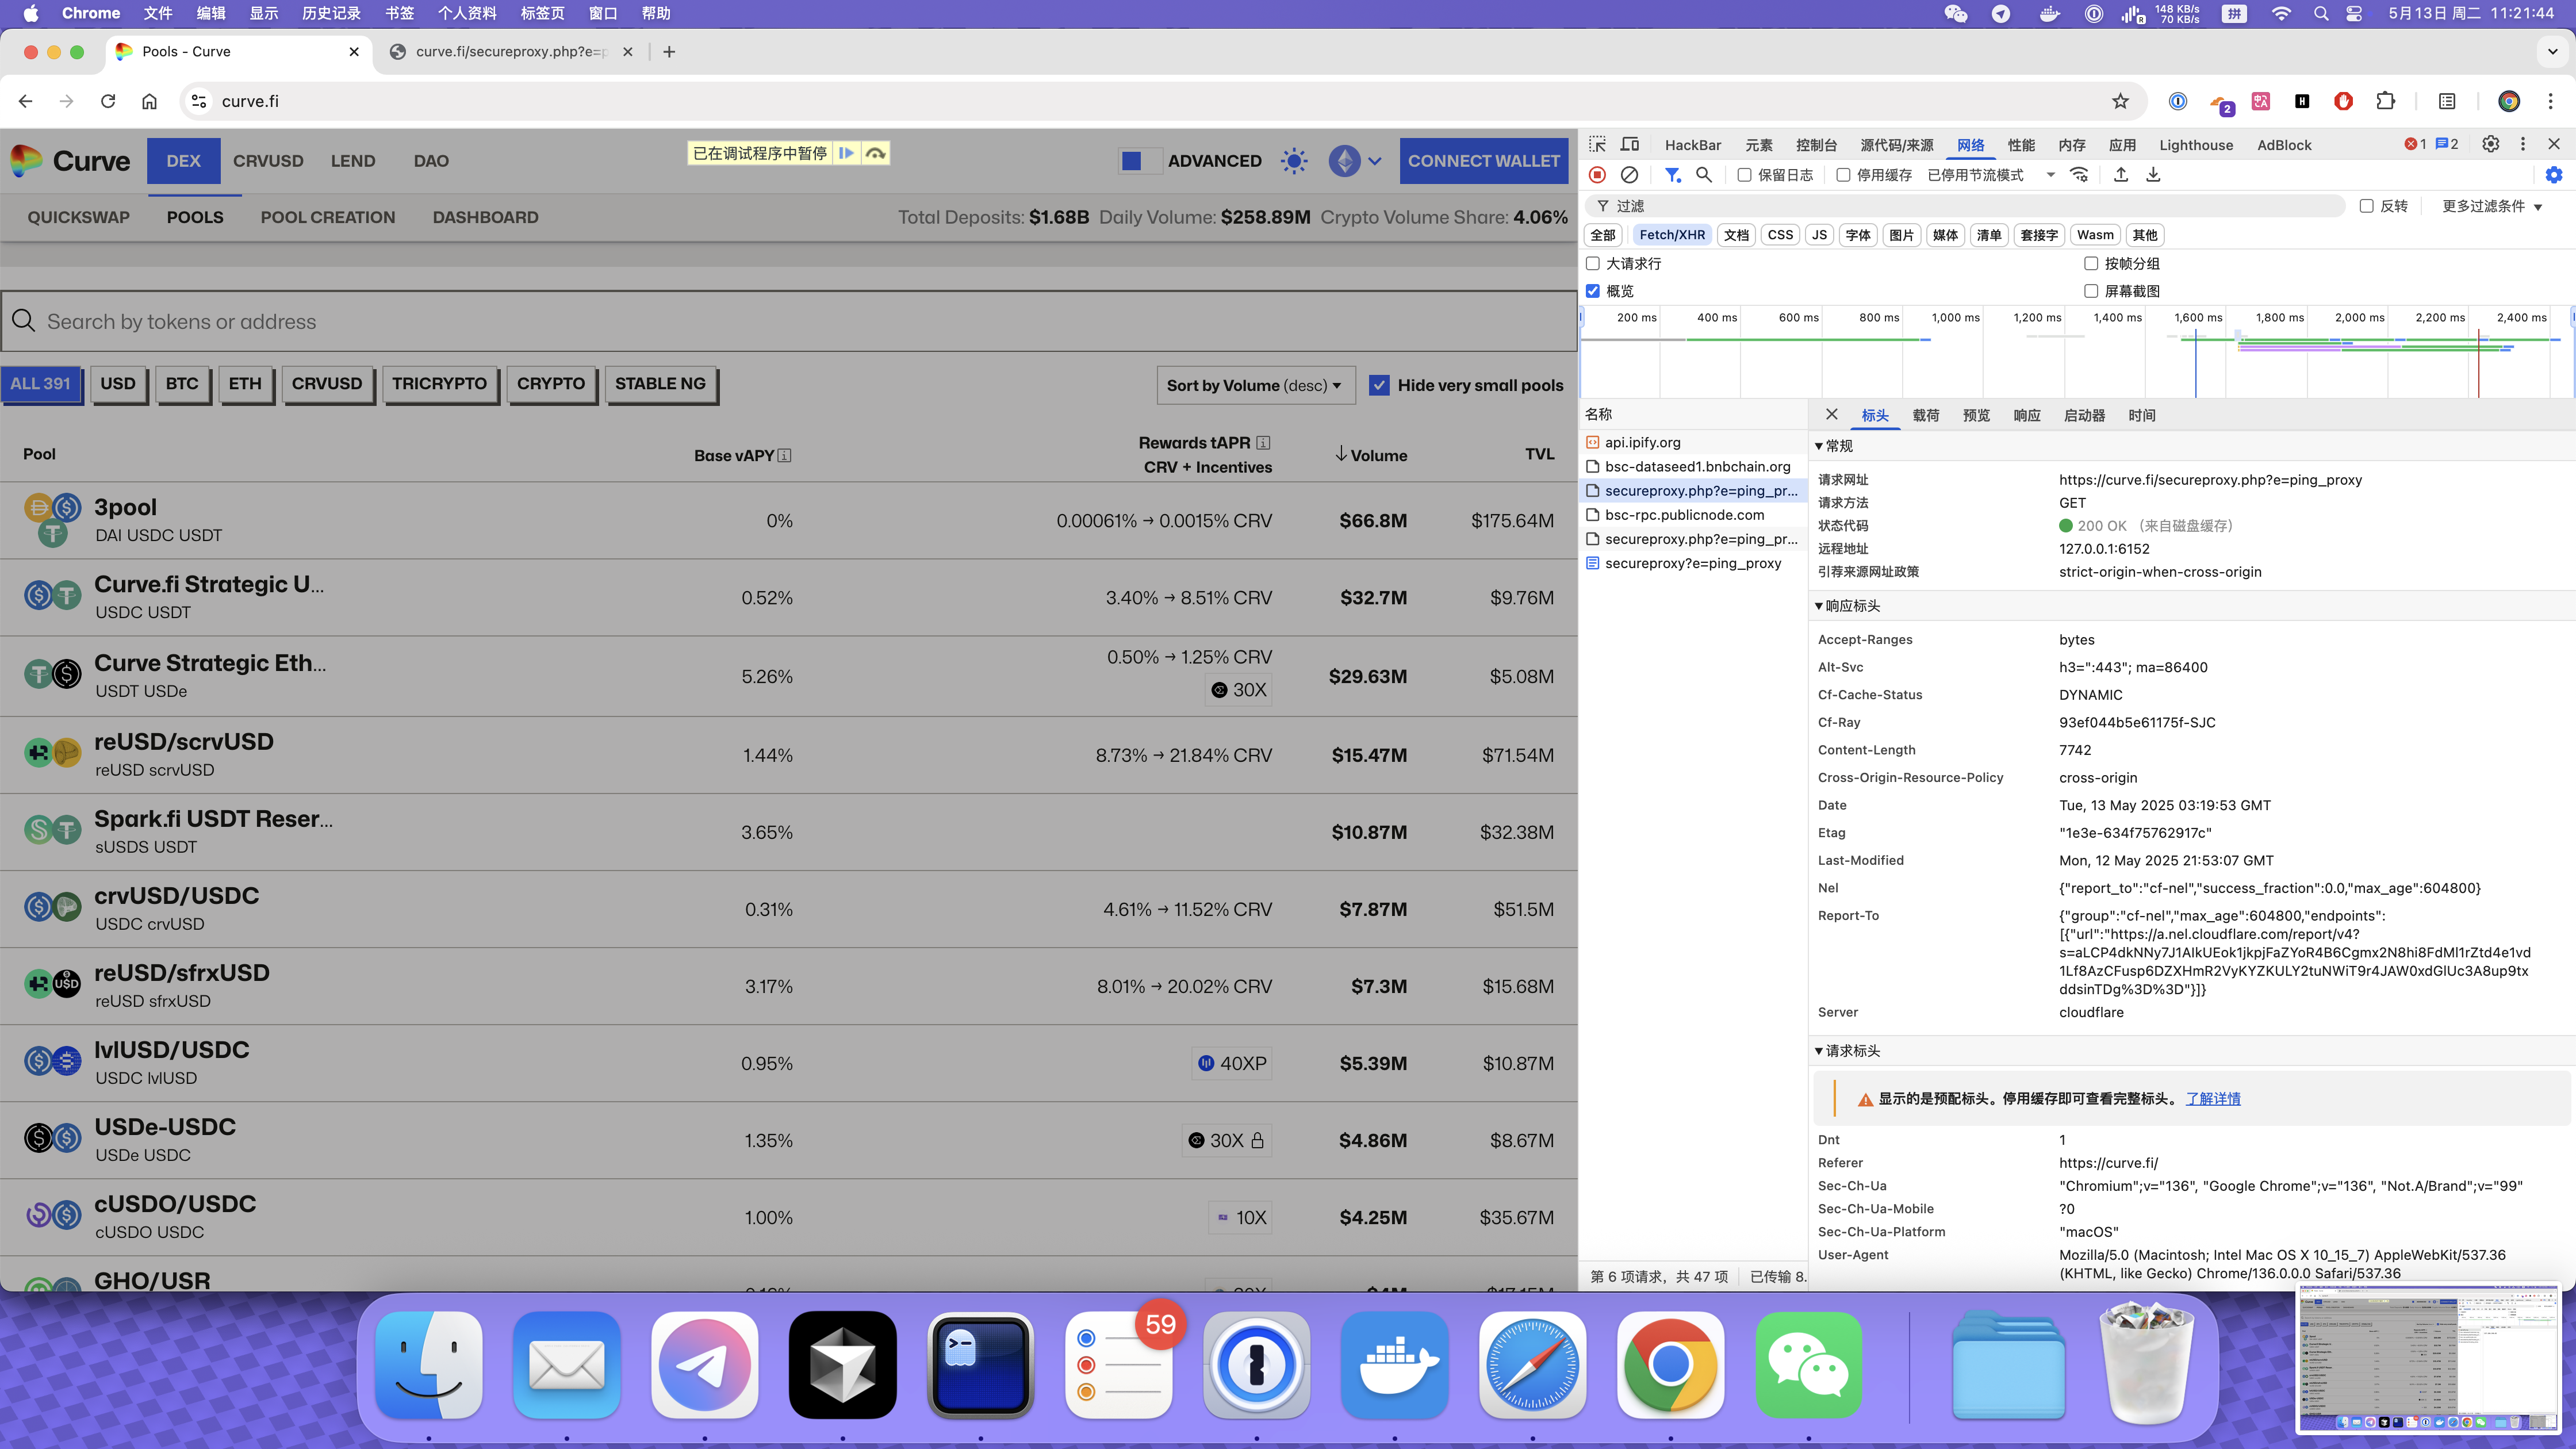 Chrome 文件 编辑 显示 历史记录 书签 个人资料 标签页 窗口 帮助 148 KB/s 70 KB/s 拼 5月13日 周二 11:21:44
Pools - Curve curve.fi/secureproxy.php?e=p
curve.fi 2
Curve DEX CRVUSD LEND DAO 已在调试程序中暂停 ADVANCED CONNECT WALLET
QUICKSWAP POOLS POOL CREATION DASHBOARD Total Deposits: $1.68B Daily Volume: $258.89M Crypto Volume Share: 4.06%
Search by tokens or address
ALL 391 USD BTC ETH CRVUSD TRICRYPTO CRYPTO STABLE NG Sort by Volume (desc) Hide very small pools
Pool Base vAPY Rewards tAPR CRV + Incentives Volume TVL
3pool
DAI USDC USDT
0% 0.00061% → 0.0015% CRV $66.8M $175.64M
Curve.fi Strategic U...
USDC USDT
0.52% 3.40% → 8.51% CRV $32.7M $9.76M
Curve Strategic Eth...
USDT USDe
5.26% 0.50% → 1.25% CRV 30X $29.63M $5.08M
reUSD/scrvUSD
reUSD scrvUSD
1.44% 8.73% → 21.84% CRV $15.47M $71.54M
Spark.fi USDT Reser...
sUSDS USDT
3.65% $10.87M $32.38M
crvUSD/USDC
USDC crvUSD
0.31% 4.61% → 11.52% CRV $7.87M $51.5M
reUSD/sfrxUSD
reUSD sfrxUSD
3.17% 8.01% → 20.02% CRV $7.3M $15.68M
lvlUSD/USDC
USDC lvlUSD
0.95% 40XP $5.39M $10.87M
USDe-USDC
USDe USDC
1.35% 30X $4.86M $8.67M
cUSDO/USDC
cUSDO USDC
1.00% 10X $4.25M $35.67M
GHO/USR
HackBar 元素 控制台 源代码/来源 网络 性能 内存 应用 Lighthouse AdBlock 1 2
保留日志 停用缓存 已停用节流模式
过滤 反转 更多过滤条件
全部 Fetch/XHR 文档 CSS JS 字体 图片 媒体 清单 套接字 Wasm 其他
大请求行 按帧分组
概览 屏幕截图
200 ms 400 ms 600 ms 800 ms 1,000 ms 1,200 ms 1,400 ms 1,600 ms 1,800 ms 2,000 ms 2,200 ms 2,400 ms
名称
api.ipify.org
bsc-dataseed1.bnbchain.org
secureproxy.php?e=ping_pr...
bsc-rpc.publicnode.com
secureproxy.php?e=ping_pr...
secureproxy?e=ping_proxy
第 6 项请求，共 47 项 已传输 8.
标头 载荷 预览 响应 启动器 时间
常规
请求网址 https://curve.fi/secureproxy.php?e=ping_proxy
请求方法 GET
状态代码 200 OK （来自磁盘缓存）
远程地址 127.0.0.1:6152
引荐来源网址政策 strict-origin-when-cross-origin
响应标头
Accept-Ranges bytes
Alt-Svc h3=":443"; ma=86400
Cf-Cache-Status DYNAMIC
Cf-Ray 93ef044b5e61175f-SJC
Content-Length 7742
Cross-Origin-Resource-Policy cross-origin
Date Tue, 13 May 2025 03:19:53 GMT
Etag "1e3e-634f75762917c"
Last-Modified Mon, 12 May 2025 21:53:07 GMT
Nel {"report_to":"cf-nel","success_fraction":0.0,"max_age":604800}
Report-To {"group":"cf-nel","max_age":604800,"endpoints":
[{"url":"https://a.nel.cloudflare.com/report/v4?
s=aLCP4dkNNy7J1AIkUEok1jkpjFaZYoR4B6Cgmx2N8hi8FdMl1rZtd4e1vd
1Lf8AzCFusp6DZXHmR2VyKYZKULY2tuNWiT9r4JAW0xdGlUc3A8up9tx
ddsinTDg%3D%3D"}]}
Server cloudflare
请求标头
显示的是预配标头。停用缓存即可查看完整标头。 了解详情
Dnt 1
Referer https://curve.fi/
Sec-Ch-Ua "Chromium";v="136", "Google Chrome";v="136", "Not.A/Brand";v="99"
Sec-Ch-Ua-Mobile ?0
Sec-Ch-Ua-Platform "macOS"
User-Agent Mozilla/5.0 (Macintosh; Intel Mac OS X 10_15_7) AppleWebKit/537.36
(KHTML, like Gecko) Chrome/136.0.0.0 Safari/537.36
59